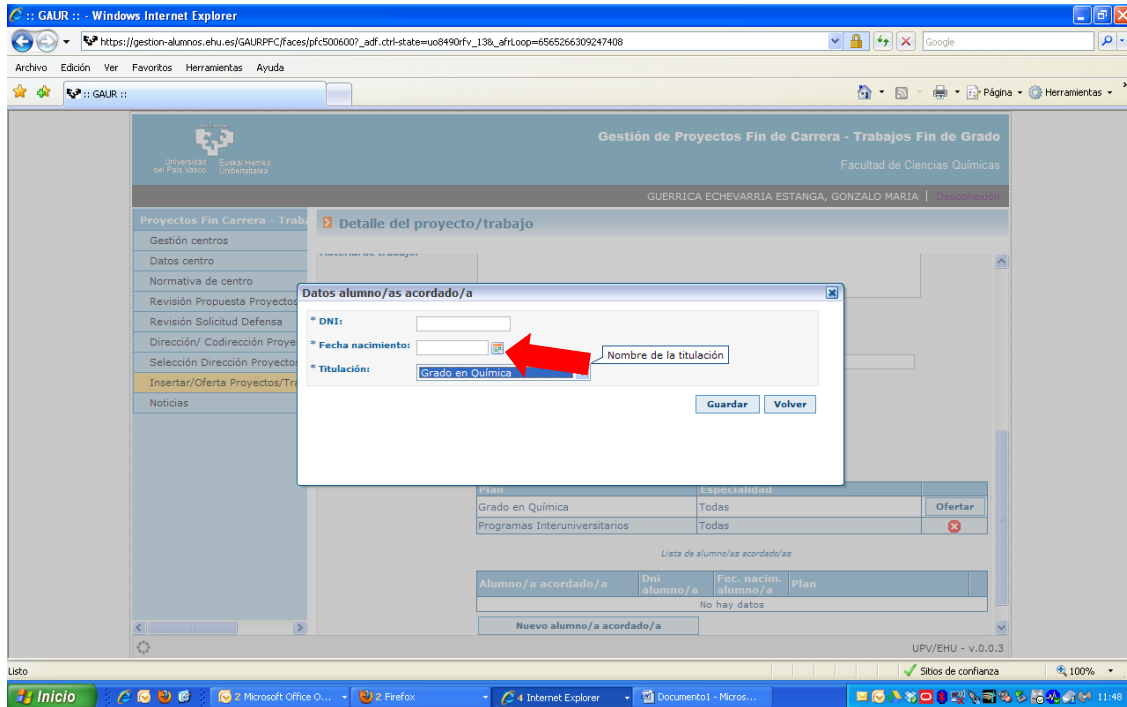 :: GAUR :: - Windows Internet Explorer
https://gestion-alumnos.ehu.es/GAURPFC/faces/pfc500600?_adf.ctrl-state=uo8490rfv_13&_afrLoop=6565266309247408
Google
Archivo Edición Ver Favoritos Herramientas Ayuda
:: GAUR ::
Página Herramientas
Universidad del País Vasco Euskal Herriko Unibertsitatea
Gestión de Proyectos Fin de Carrera - Trabajos Fin de Grado
Facultad de Ciencias Químicas
GUERRICA ECHEVARRIA ESTANGA, GONZALO MARIA | Desconexión
Proyectos Fin Carrera - Traba
Detalle del proyecto/trabajo
Gestión centros
Datos centro
Normativa de centro
Revisión Propuesta Proyectos
Revisión Solicitud Defensa
Dirección/ Codirección Proye
Selección Dirección Proyecto
Insertar/Oferta Proyectos/Tra
Noticias
Datos alumno/as acordado/a
* DNI:
* Fecha nacimiento:
Nombre de la titulación
* Titulación:
Grado en Química
Guardar Volver
Plan Especialidad
Grado en Química Todas Ofertar
Programas Interuniversitarios Todas
Lista de alumno/as acordado/as
Alumno/a acordado/a Dni alumno/a Fec. nacim. alumno/a Plan
No hay datos
Nuevo alumno/a acordado/a
UPV/EHU - v.0.0.3
Listo
Sitios de confianza
100%
Inicio
2 Microsoft Office O...
2 Firefox
4 Internet Explorer
Documento1 - Micros...
11:48